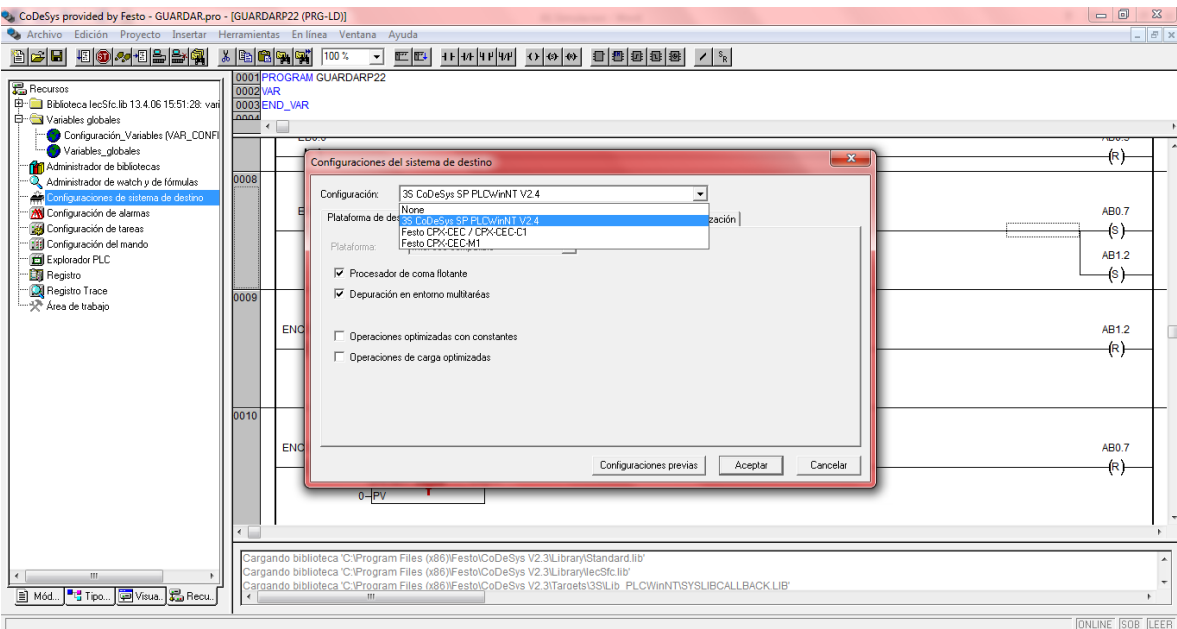 CoDeSys provided by Festo - GUARDAR.pro - [GUARDARP22 (PRG-LD)]
Archivo Edición Proyecto Insertar Herramientas En línea Ventana Ayuda
100 %
Recursos
Biblioteca IecSfc.lib 13.4.06 15:51:28: vari
Variables globales
Configuración_Variables (VAR_CONFI
Variables_globales
Administrador de bibliotecas
Administrador de watch y de fórmulas
Configuraciones de sistema de destino
Configuración de alarmas
Configuración de tareas
Configuración del mando
Explorador PLC
Registro
Registro Trace
Área de trabajo
Mód... Tipo... Visua.. Recu..
0001 PROGRAM GUARDARP22
0002 VAR
0003 END_VAR
0004
(R)
0008
AB0.7
(S)
AB1.2
(S)
0009
ENC
AB1.2
(R)
0010
ENC
AB0.7
(R)
0-PV
Configuraciones del sistema de destino
Configuración: 3S CoDeSys SP PLCWinNT V2.4
None
3S CoDeSys SP PLCWinNT V2.4
Festo CPX-CEC / CPX-CEC-C1
Festo CPX-CEC-M1
Plataforma de des
zación
Plataforma:
Procesador de coma flotante
Depuración en entorno multitaréas
Operaciones optimizadas con constantes
Operaciones de carga optimizadas
Configuraciones previas Aceptar Cancelar
Cargando biblioteca 'C:\Program Files (x86)\Festo\CoDeSys V2.3\Library\Standard.lib'
Cargando biblioteca 'C:\Program Files (x86)\Festo\CoDeSys V2.3\Library\IecSfc.lib'
Cargando biblioteca 'C:\Program Files (x86)\Festo\CoDeSys V2.3\Targets\3S\Lib_PLCWinNT\SYSLIBCALLBACK.LIB'
ONLINE SOB LEER